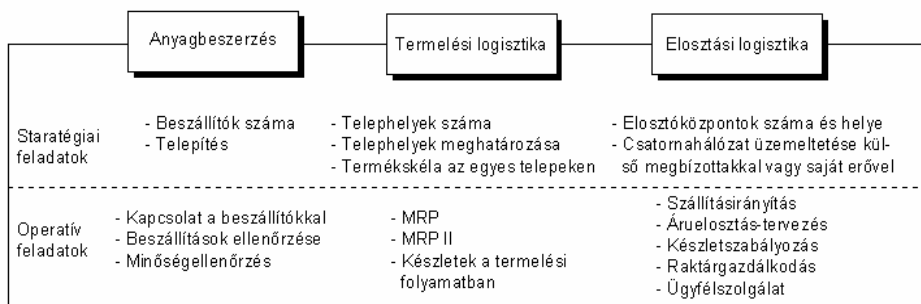 Anyagbeszerzés
Termelési logisztika
Elosztási logisztika
Staratégiai
feladatok
- Beszállítók száma
- Telepítés
- Telephelyek száma
- Telephelyek meghatározása
- Termékskéla az egyes telepeken
- Elosztóközpontok száma és helye
- Csatornahálózat üzemeltetése kül-
ső megbízottakkal vagy saját erővel
Operatív
feladatok
- Kapcsolat a beszállítókkal
- Beszállítások ellenőrzése
- Minőségellenőrzés
- MRP
- MRP II
- Készletek a termelési
folyamatban
- Szállításirányítás
- Áruelosztás-tervezés
- Készletszabályozás
- Raktárgazdálkodás
- Ügyfélszolgálat